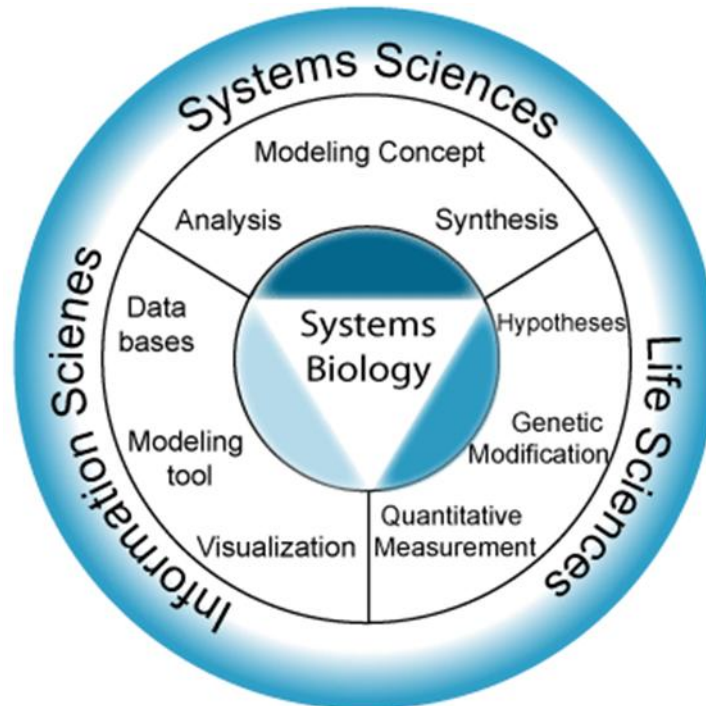 Systems Sciences
Modeling Concept
Analysis
Synthesis
Systems
Biology
Life Sciences
Hypotheses
Genetic
Modification
Quantitative
Measurement
Information Scienes
Data
bases
Modeling
tool
Visualization